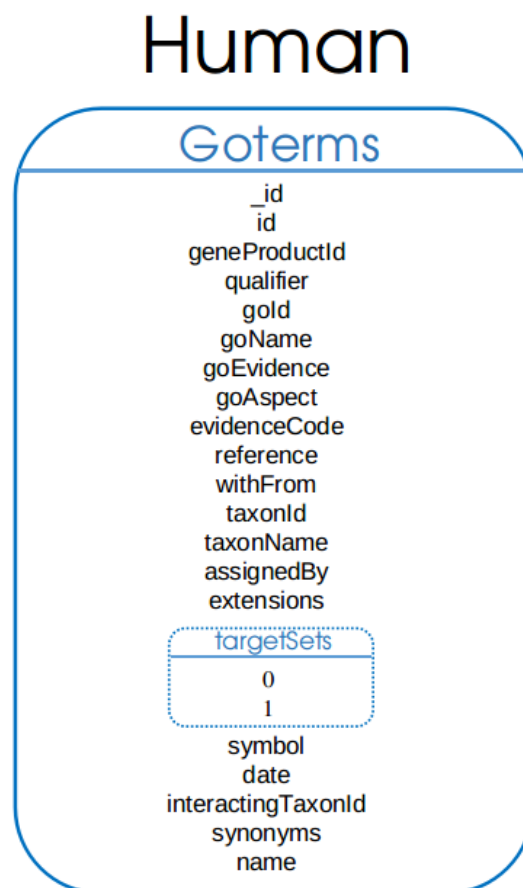 Human
Goterms
_id
id
geneProductId
qualifier
goId
goName
goEvidence
goAspect
evidenceCode
reference
withFrom
taxonId
taxonName
assignedBy
extensions
targetSets
0
1
symbol
date
interactingTaxonId
synonyms
name